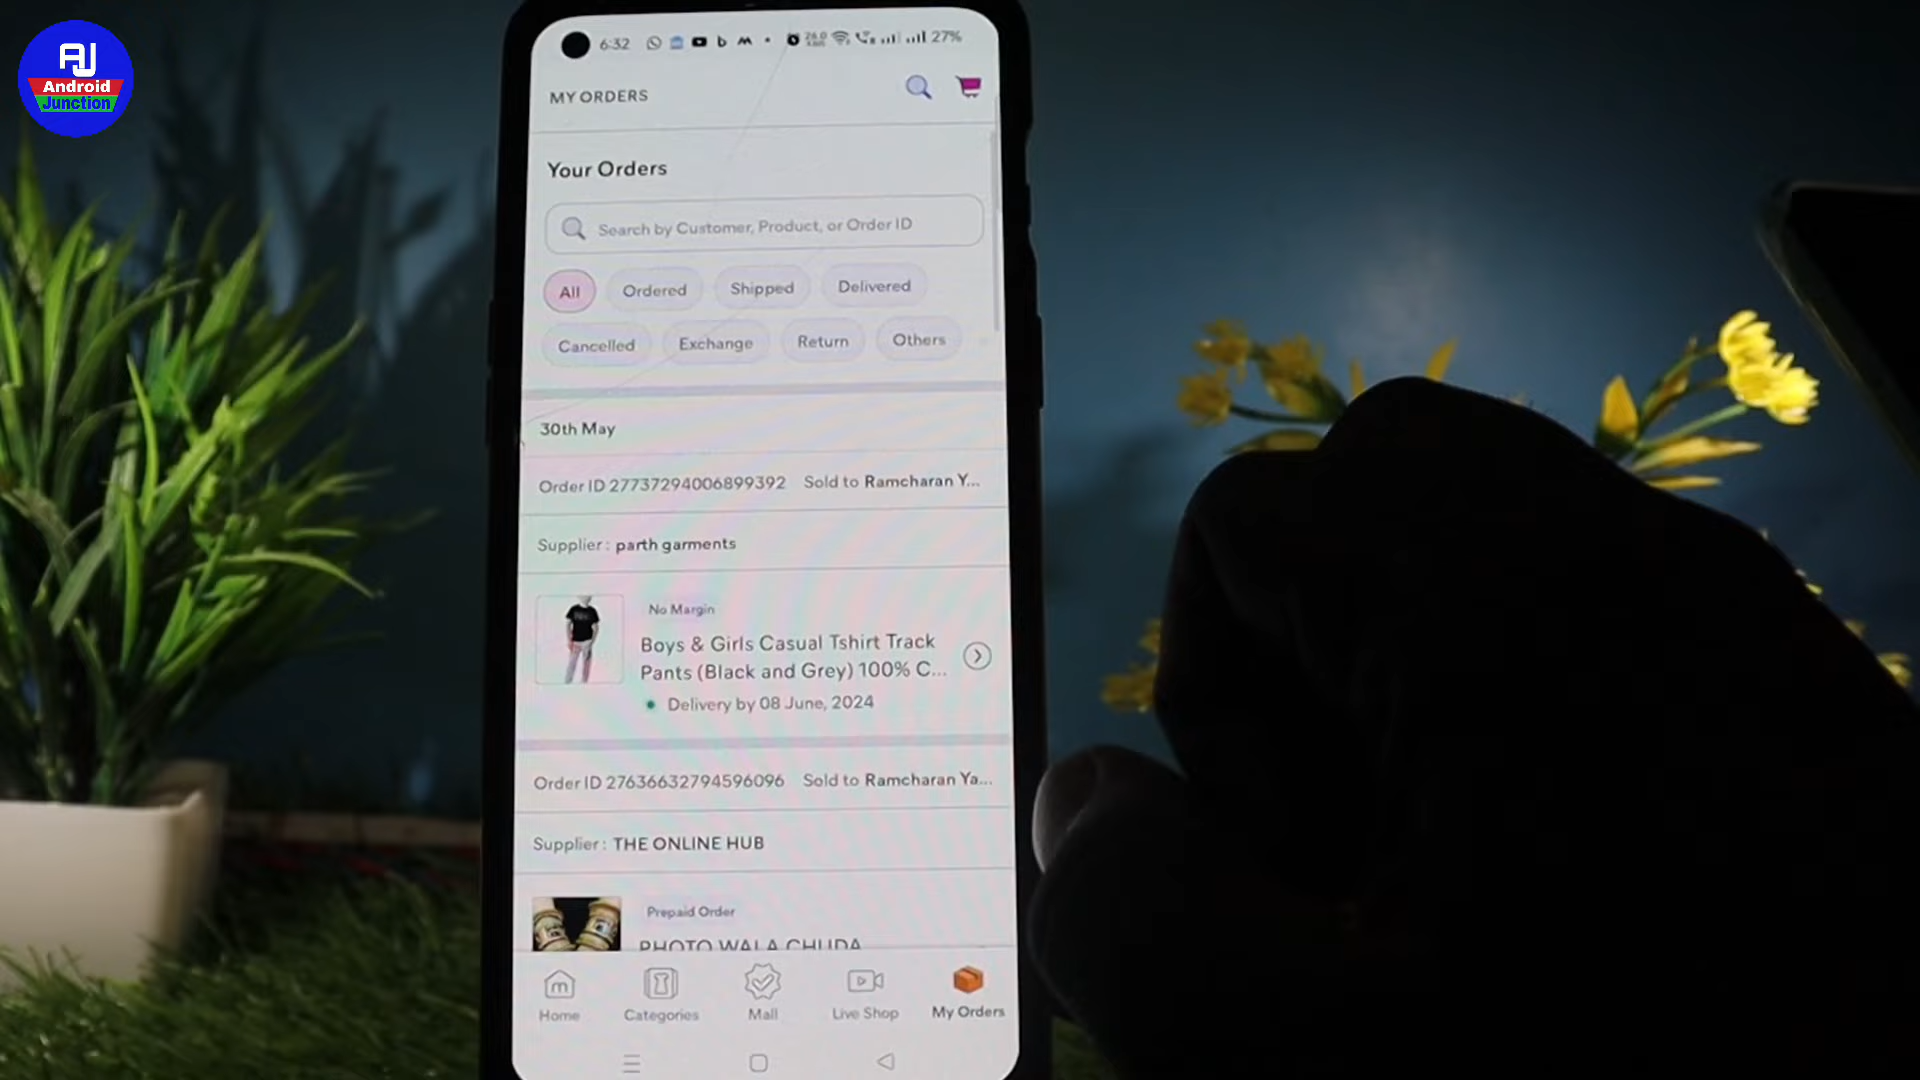 AJ
Android
Junction
6:32
27%
MY ORDERS
Your Orders
Search by Customer, Product, or Order ID
All Ordered Shipped Delivered
Cancelled Exchange Return Others
30th May
Order ID 27737294006899392 Sold to Ramcharan Y...
Supplier : parth garments
No Margin
Boys & Girls Casual Tshirt Track
Pants (Black and Grey) 100% C...
Delivery by 08 June, 2024
Order ID 27636632794596096 Sold to Ramcharan Ya...
Supplier : THE ONLINE HUB
Prepaid Order
PHOTO WALA CHUDA
Home Categories Mall Live Shop My Orders